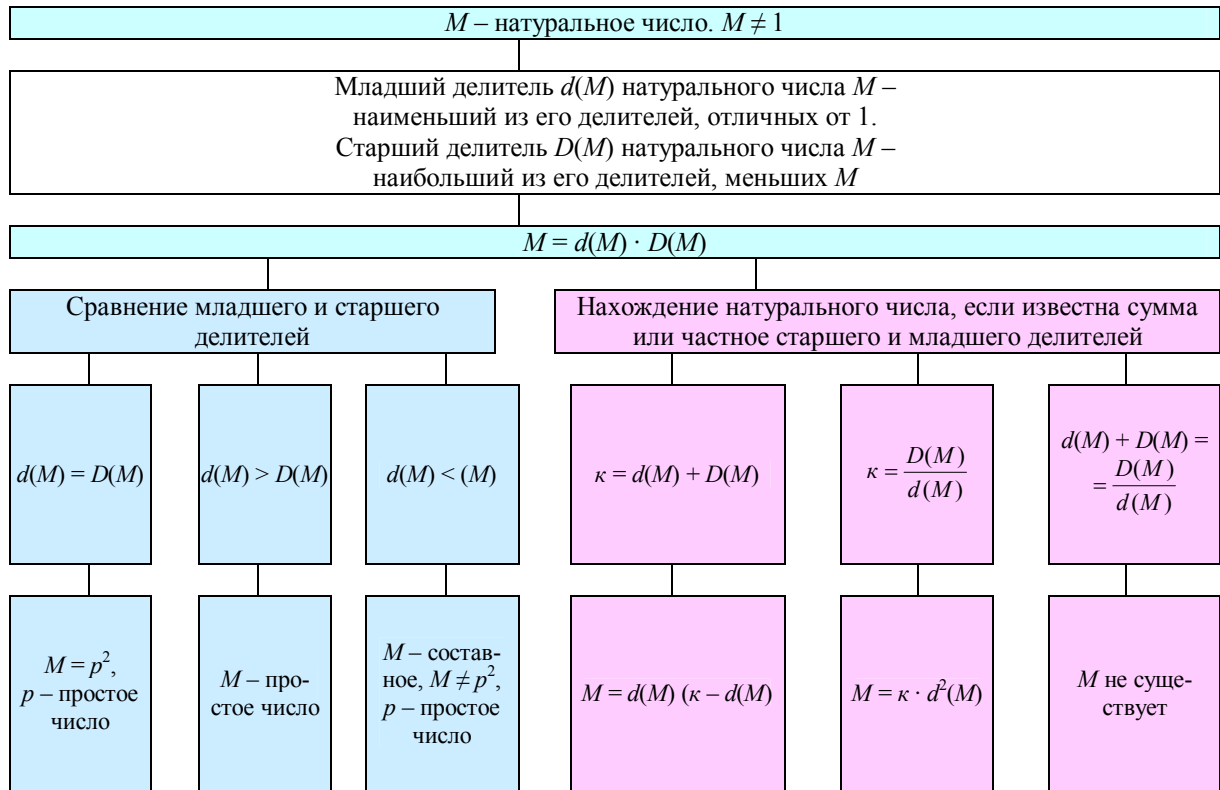 M – натуральное число. M ≠ 1
Младший делитель d(M) натурального числа M –
наименьший из его делителей, отличных от 1.
Старший делитель D(M) натурального числа M –
наибольший из его делителей, меньших M
M = d(M) · D(M)
Сравнение младшего и старшего
делителей
Нахождение натурального числа, если известна сумма
или частное старшего и младшего делителей
d(M) = D(M)
d(M) > D(M)
d(M) < (M)
κ = d(M) + D(M)
κ = D(M)/d(M)
d(M) + D(M) =
= D(M)/d(M)
M = p²,
p – простое
число
M – про-
стое число
M – состав-
ное, M ≠ p²,
p – простое
число
M = d(M) (κ – d(M)
M = κ · d²(M)
M не суще-
ствует